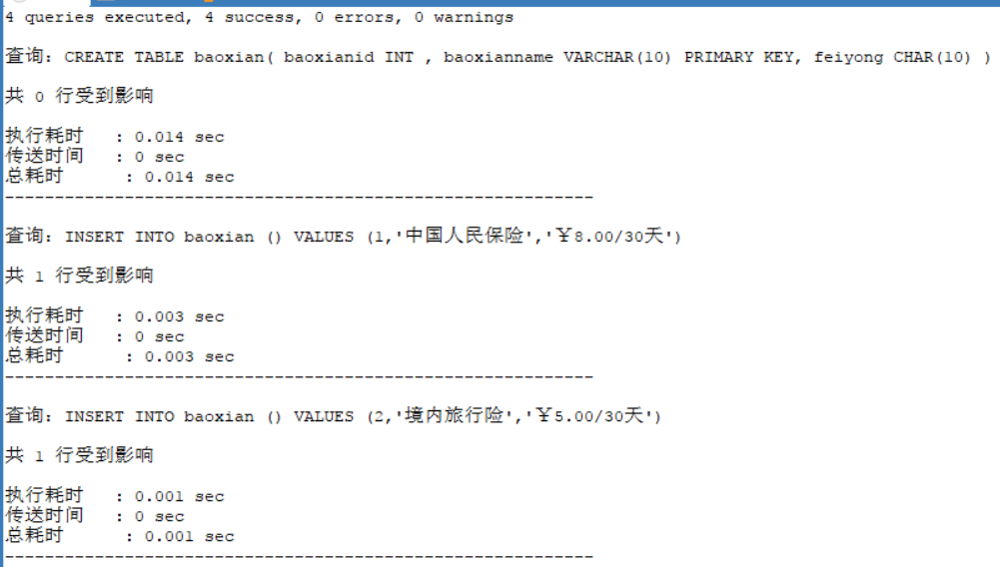 4 queries executed, 4 success, 0 errors, 0 warnings
查询: CREATE TABLE baoxian( baoxianid INT , baoxianname VARCHAR(10) PRIMARY KEY, feiyong CHAR(10) )
共 0 行受到影响
执行耗时 : 0.014 sec
传送时间 : 0 sec
总耗时 : 0.014 sec
-----------------------------------------------------------
查询: INSERT INTO baoxian () VALUES (1,'中国人民保险','￥8.00/30天')
共 1 行受到影响
执行耗时 : 0.003 sec
传送时间 : 0 sec
总耗时 : 0.003 sec
-----------------------------------------------------------
查询: INSERT INTO baoxian () VALUES (2,'境内旅行险','￥5.00/30天')
共 1 行受到影响
执行耗时 : 0.001 sec
传送时间 : 0 sec
总耗时 : 0.001 sec
-----------------------------------------------------------